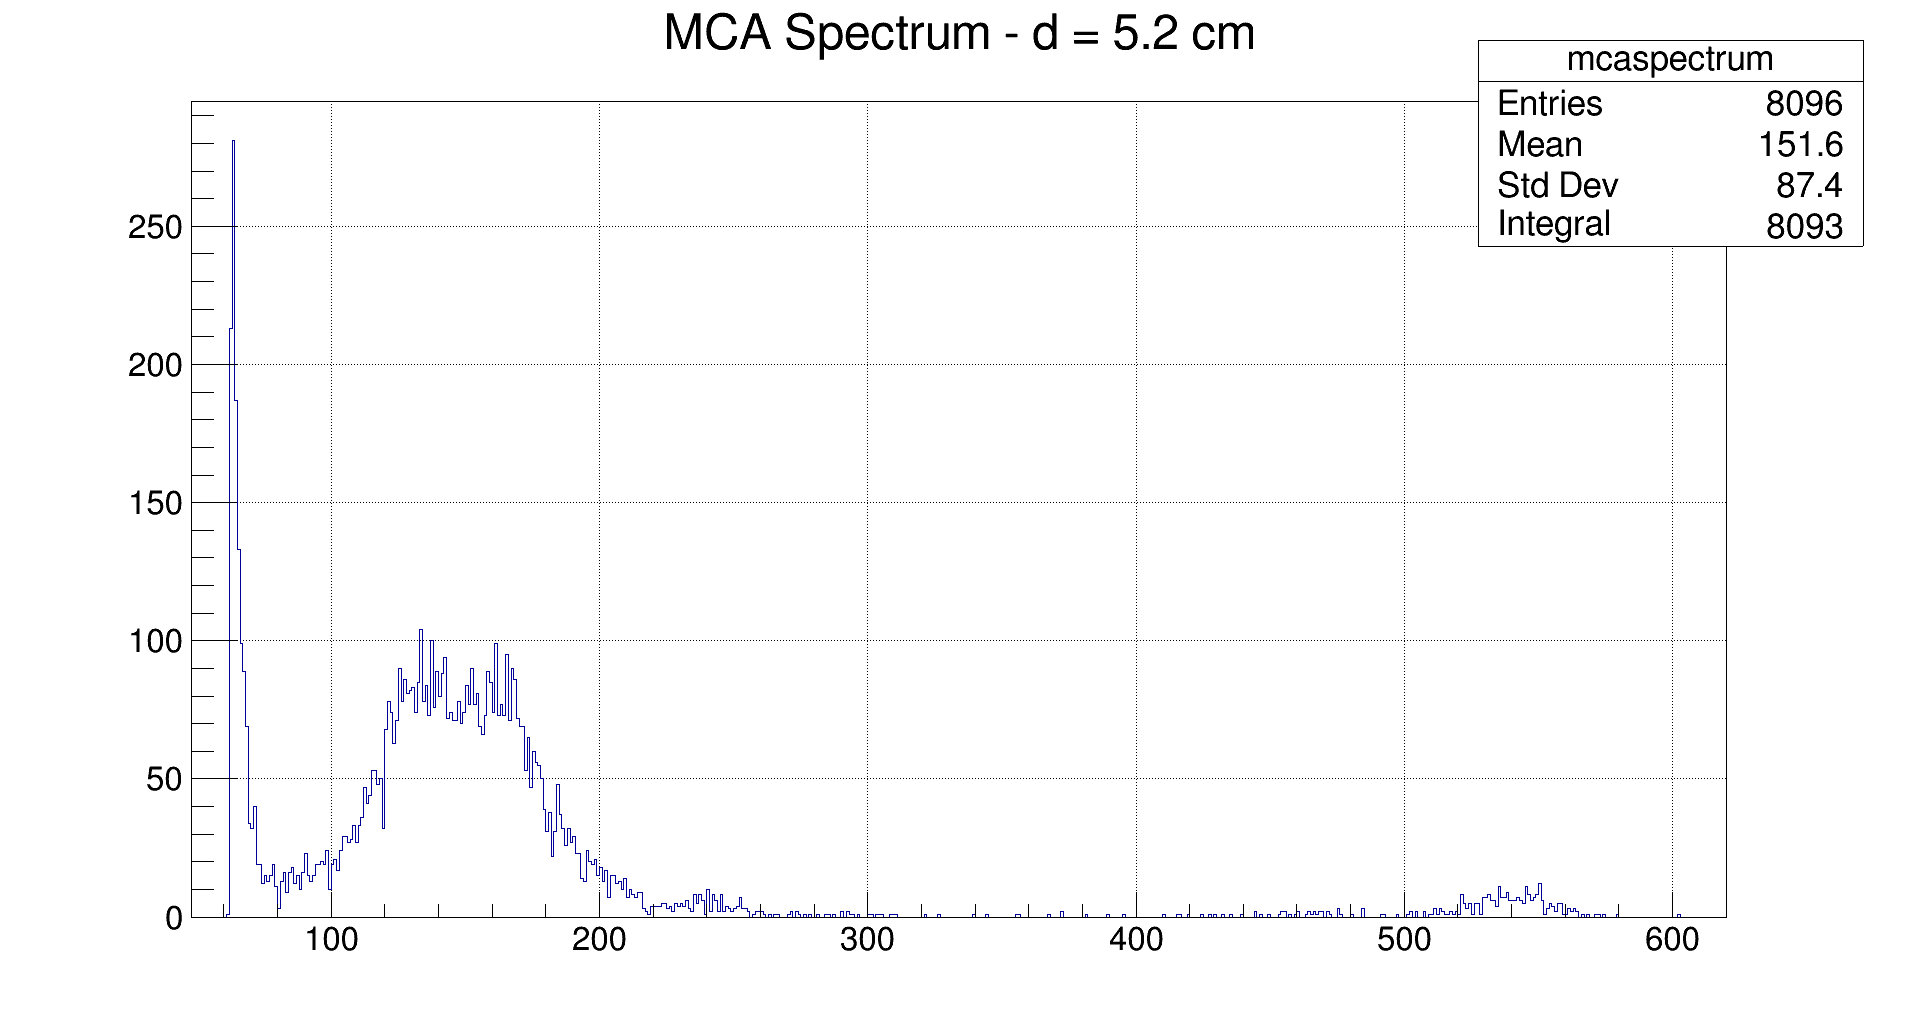 MCA Spectrum - d = 5.2 cm
mcaspectrum
Entries 8096
Mean 151.6
Std Dev 87.4
Integral 8093
250
200
150
100
50
0
100 200 300 400 500 600